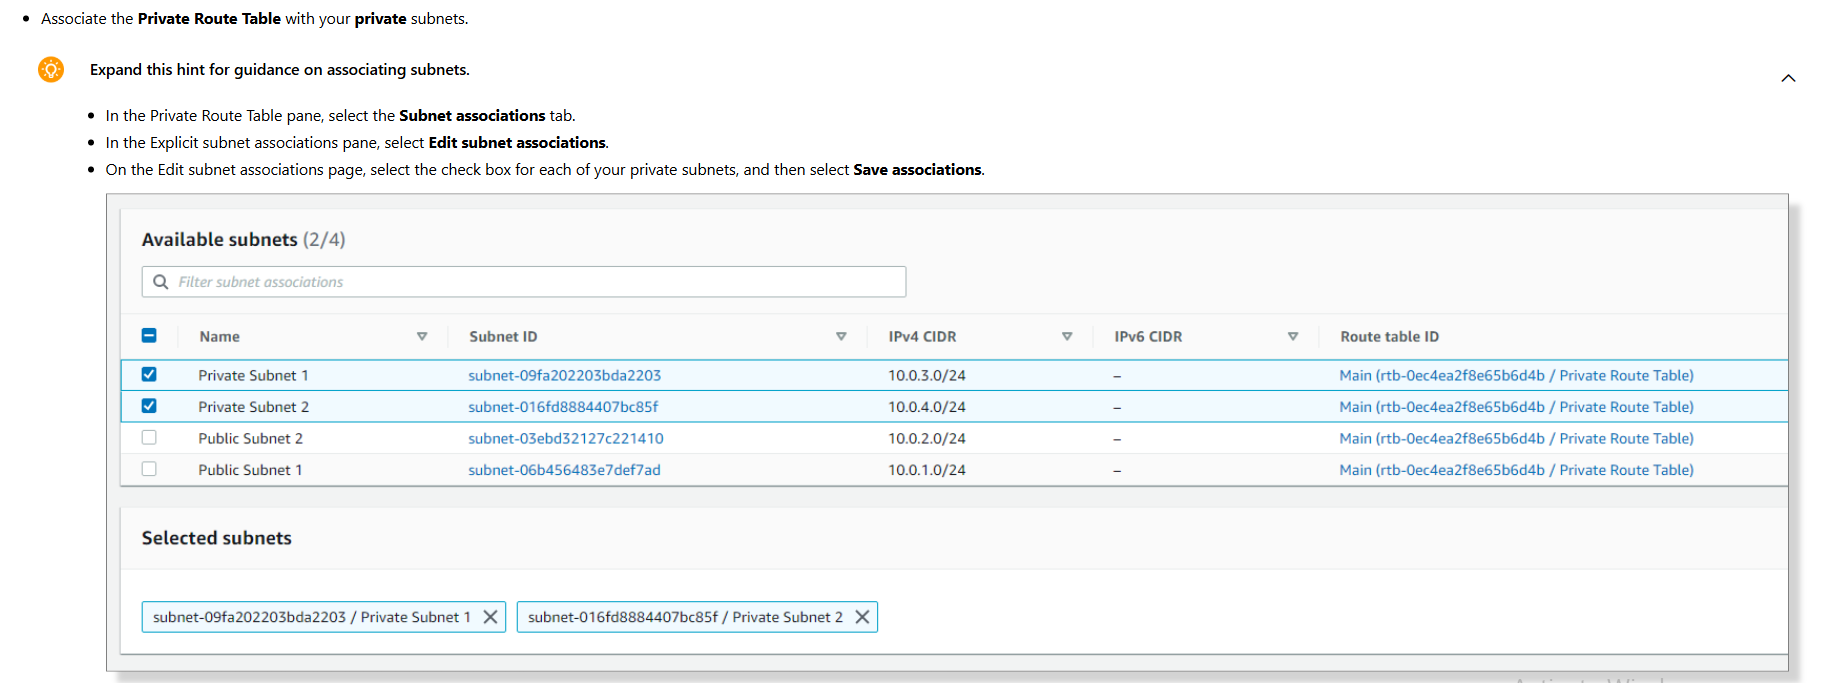 Associate the Private Route Table with your private subnets.
Expand this hint for guidance on associating subnets.
In the Private Route Table pane, select the Subnet associations tab.
In the Explicit subnet associations pane, select Edit subnet associations.
On the Edit subnet associations page, select the check box for each of your private subnets, and then select Save associations.
Available subnets (2/4)
Filter subnet associations
Name Subnet ID IPv4 CIDR IPv6 CIDR Route table ID
Private Subnet 1 subnet-09fa202203bda2203 10.0.3.0/24 – Main (rtb-0ec4ea2f8e65b6d4b / Private Route Table)
Private Subnet 2 subnet-016fd8884407bc85f 10.0.4.0/24 – Main (rtb-0ec4ea2f8e65b6d4b / Private Route Table)
Public Subnet 2 subnet-03ebd32127c221410 10.0.2.0/24 – Main (rtb-0ec4ea2f8e65b6d4b / Private Route Table)
Public Subnet 1 subnet-06b456483e7def7ad 10.0.1.0/24 – Main (rtb-0ec4ea2f8e65b6d4b / Private Route Table)
Selected subnets
subnet-09fa202203bda2203 / Private Subnet 1 subnet-016fd8884407bc85f / Private Subnet 2